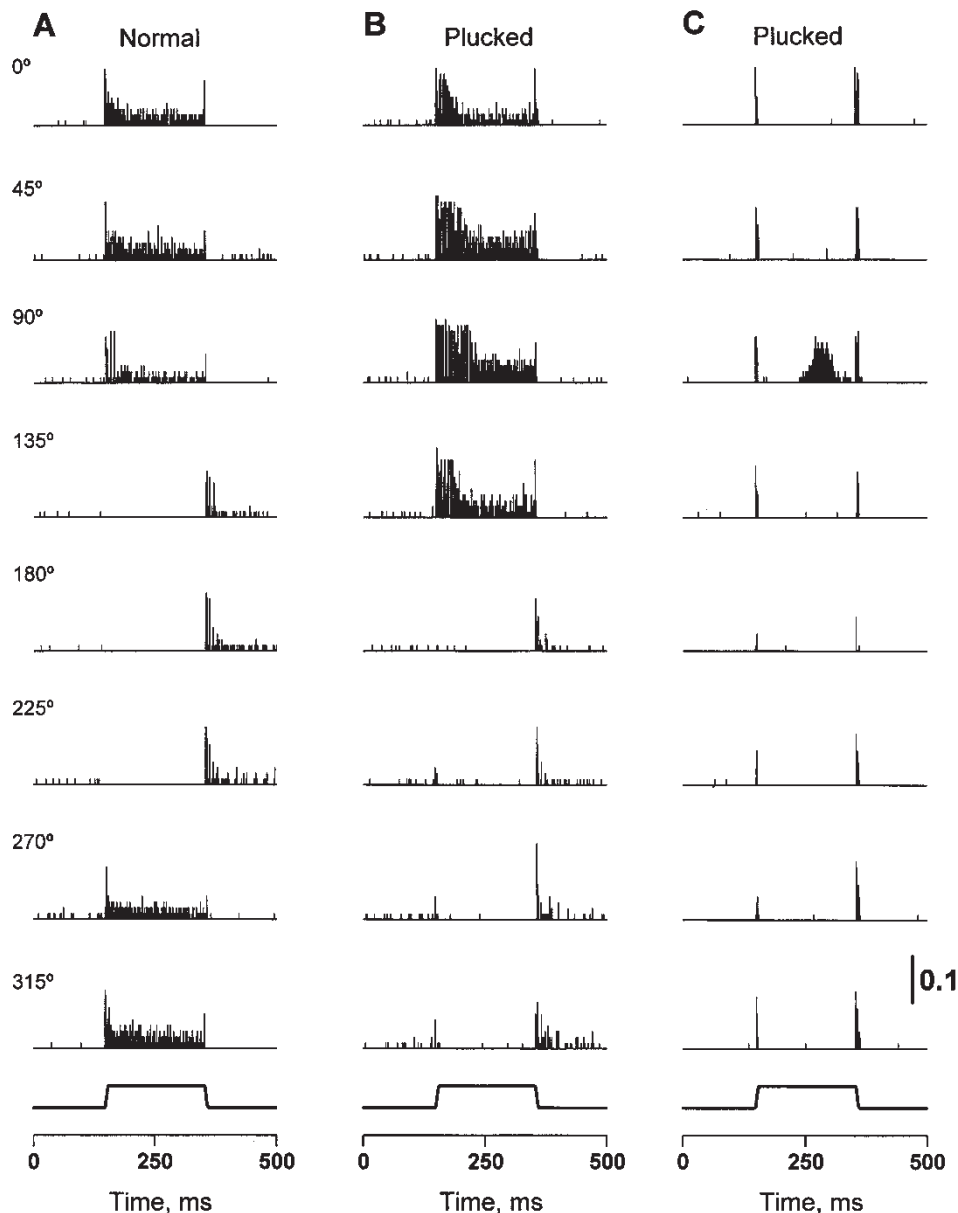 A
Normal
B
Plucked
C
Plucked
0º
45º
90º
135º
180º
225º
270º
315º
0.1
0 250 500
0 250 500
0 250 500
Time, ms
Time, ms
Time, ms